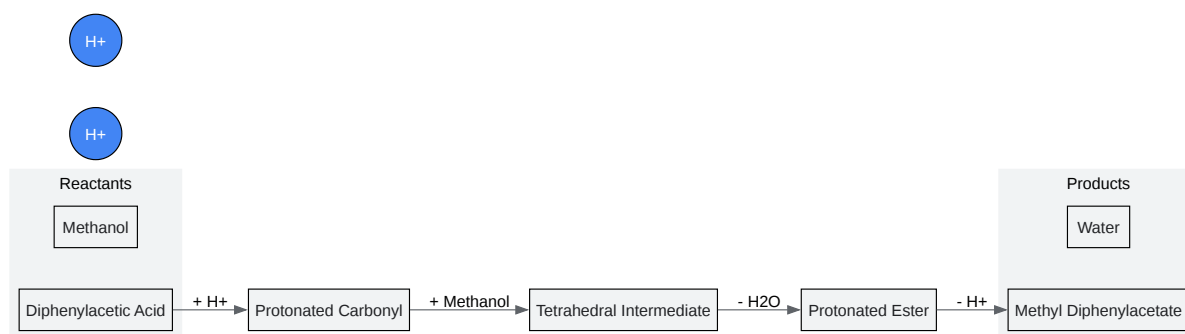 H+
H+
Reactants
Products
Methanol
Water
+ H+
+ Methanol
- H2O
- H+
Diphenylacetic Acid
Protonated Carbonyl
Tetrahedral Intermediate
Protonated Ester
Methyl Diphenylacetate